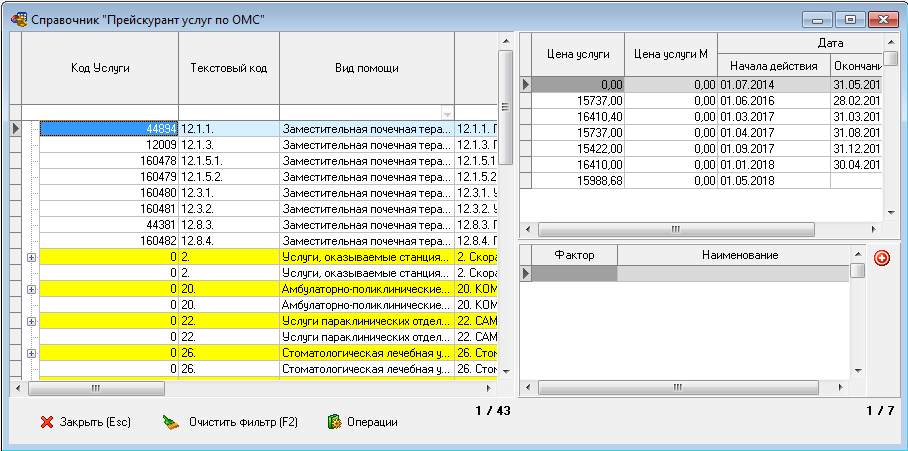 Справочник "Прейскурант услуг по ОМС"
Код Услуги Текстовый код Вид помощи
44894 12.1.1. Заместительная почечная тера... 12.1.1. Г
12009 12.1.3. Заместительная почечная тера... 12.1.3. Г
160478 12.1.5.1. Заместительная почечная тера... 12.1.5.1
160479 12.1.5.2. Заместительная почечная тера... 12.1.5.2
160480 12.3.1. Заместительная почечная тера... 12.3.1. У
160481 12.3.2. Заместительная почечная тера... 12.3.2. У
44381 12.8.3. Заместительная почечная тера... 12.8.3. Г
160482 12.8.4. Заместительная почечная тера... 12.8.4. Г
0 2. Услуги, оказываемые станция... 2. Скора
0 2. Услуги, оказываемые станция... 2. Скора
0 20. Амбулаторно-поликлинические... 20. КОМ
0 20. Амбулаторно-поликлинические... 20. КОМ
0 22. Услуги параклинических отдел... 22. САМ
0 22. Услуги параклинических отдел... 22. САМ
0 26. Стоматологическая лечебная у... 26. Стом
0 26. Стоматологическая лечебная у... 26. Стом
1 / 43
Цена услуги Цена услуги М Дата
Начала действия Окончани
0,00 0,00 01.07.2014 31.05.201
15737,00 0,00 01.06.2016 28.02.201
16410,40 0,00 01.03.2017 31.03.201
15737,00 0,00 01.04.2017 31.08.201
15422,00 0,00 01.09.2017 31.12.201
16410,00 0,00 01.01.2018 30.04.201
15988,68 0,00 01.05.2018
Фактор Наименование
1 / 7
Закрыть (Esc) Очистить фильтр (F2) Операции